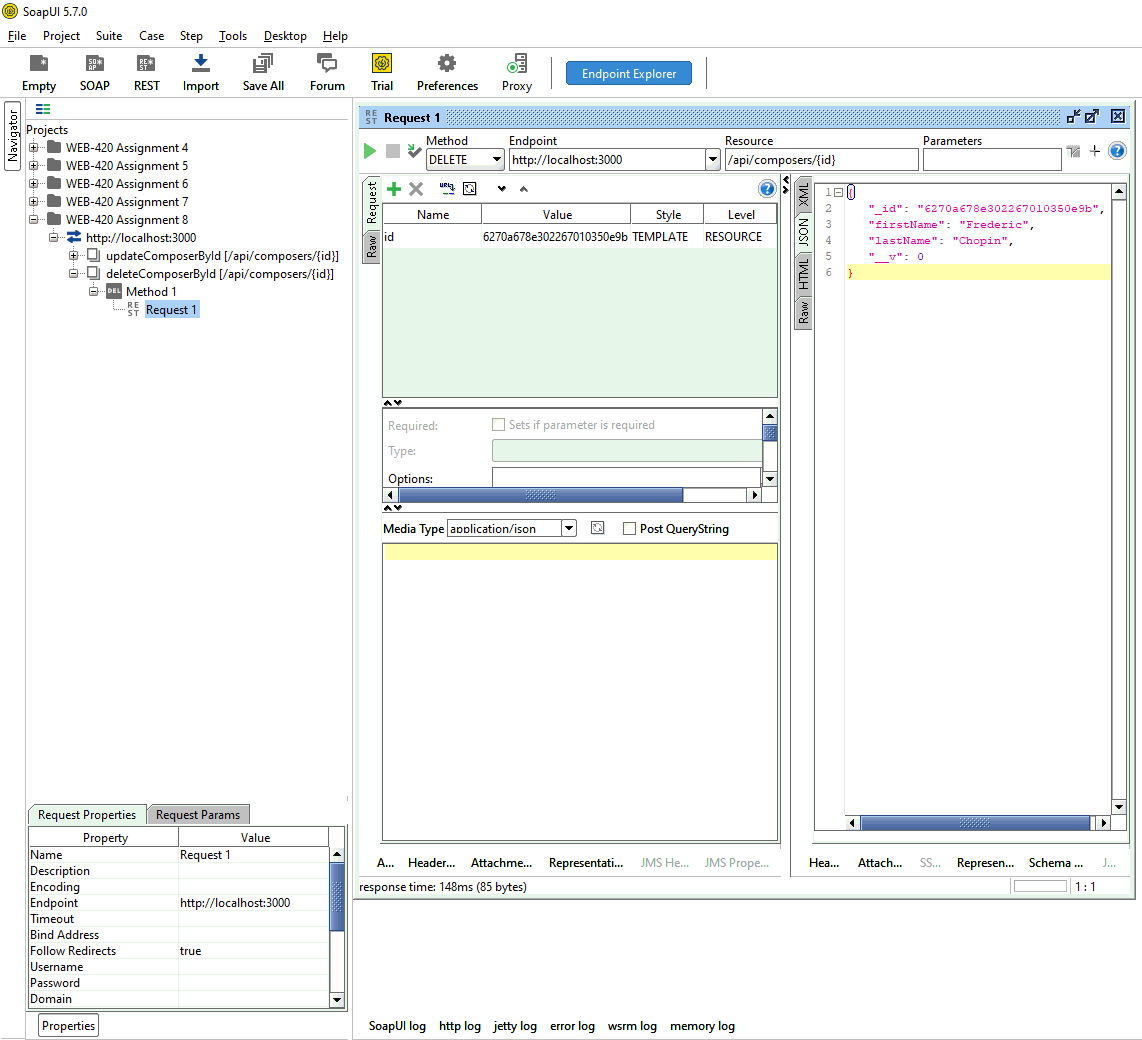 SoapUI 5.7.0
File Project Suite Case Step Tools Desktop Help
Empty SOAP REST Import Save All Forum Trial Preferences Proxy Endpoint Explorer
Navigator
Projects
WEB-420 Assignment 4
WEB-420 Assignment 5
WEB-420 Assignment 6
WEB-420 Assignment 7
WEB-420 Assignment 8
http://localhost:3000
updateComposerById [/api/composers/{id}]
deleteComposerById [/api/composers/{id}]
DEL Method 1
REST Request 1
Request Properties Request Params
Property Value
Name Request 1
Description
Encoding
Endpoint http://localhost:3000
Timeout
Bind Address
Follow Redirects true
Username
Password
Domain
Properties
REST Request 1
Method Endpoint Resource Parameters
DELETE http://localhost:3000 /api/composers/{id}
Request
Raw
Name Value Style Level
id 6270a678e302267010350e9b TEMPLATE RESOURCE
Required: Sets if parameter is required
Type:
Options:
Media Type application/json Post QueryString
A... Header... Attachme... Representati... JMS He... JMS Prope...
XML
JSON
HTML
Raw
1 {
2 "_id": "6270a678e302267010350e9b",
3 "firstName": "Frederic",
4 "lastName": "Chopin",
5 "__v": 0
6 }
Hea... Attach... SS... Represen... Schema ... J...
response time: 148ms (85 bytes) 1 : 1
SoapUI log http log jetty log error log wsrm log memory log